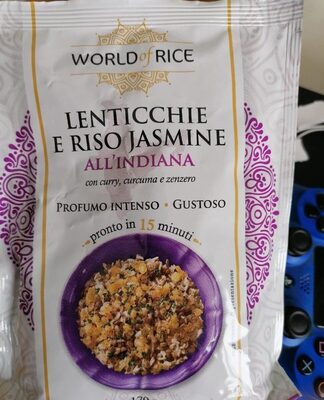 WORLD of RICE
LENTICCHIE
E RISO JASMINE
ALL'INDIANA
con curry, curcuma e zenzero
PROFUMO INTENSO • GUSTOSO
pronto in 15 minuti